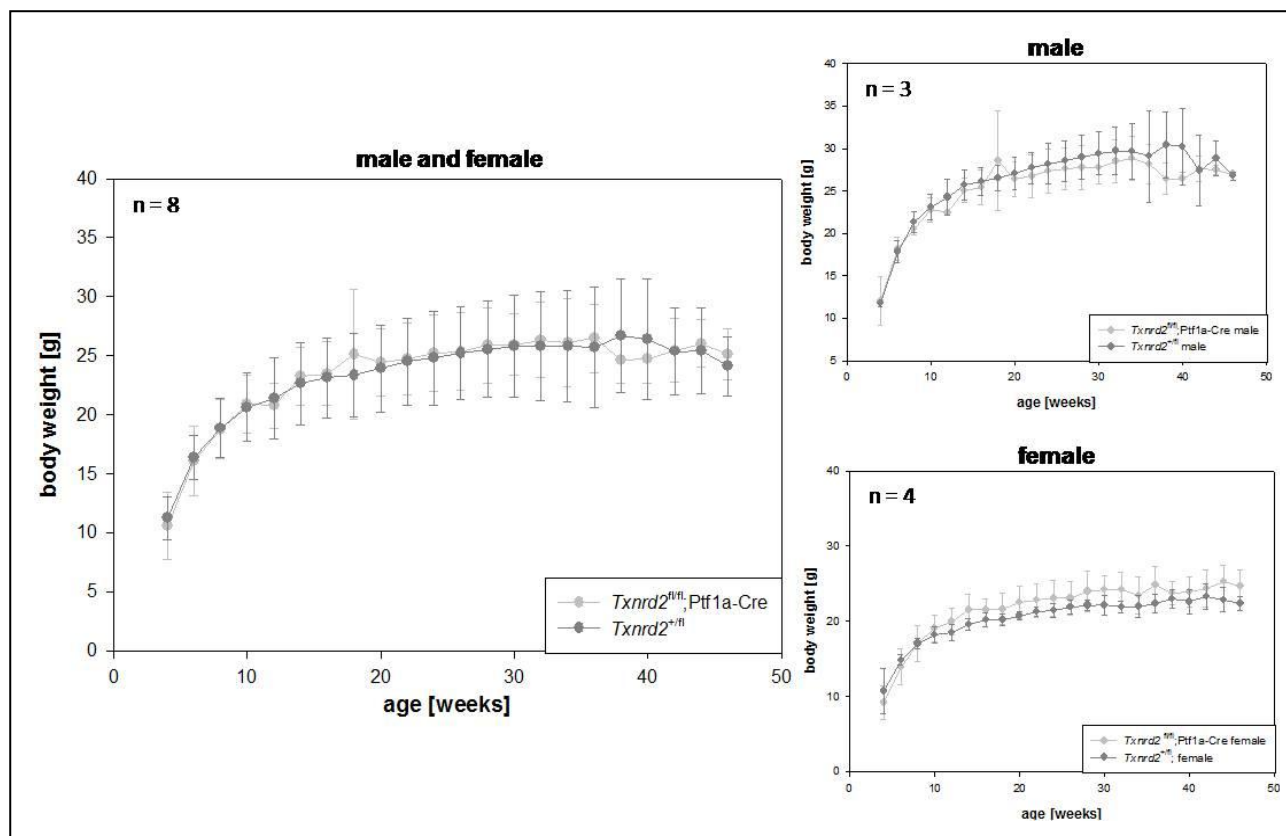 male and female
n = 8
body weight [g]
40
35
30
25
20
15
10
5
0
0 10 20 30 40 50
age [weeks]
Txnrd2fl/fl;Ptf1a-Cre
Txnrd2+/fl
male
n = 3
body weight [g]
40
35
30
25
20
15
10
5
0 10 20 30 40 50
age [weeks]
Txnrd2fl/fl;Ptf1a-Cre male
Txnrd2+/fl male
female
n = 4
body weight [g]
40
30
20
10
0
0 10 20 30 40 50
age [weeks]
Txnrd2fl/fl;Ptf1a-Cre female
Txnrd2+/fl; female